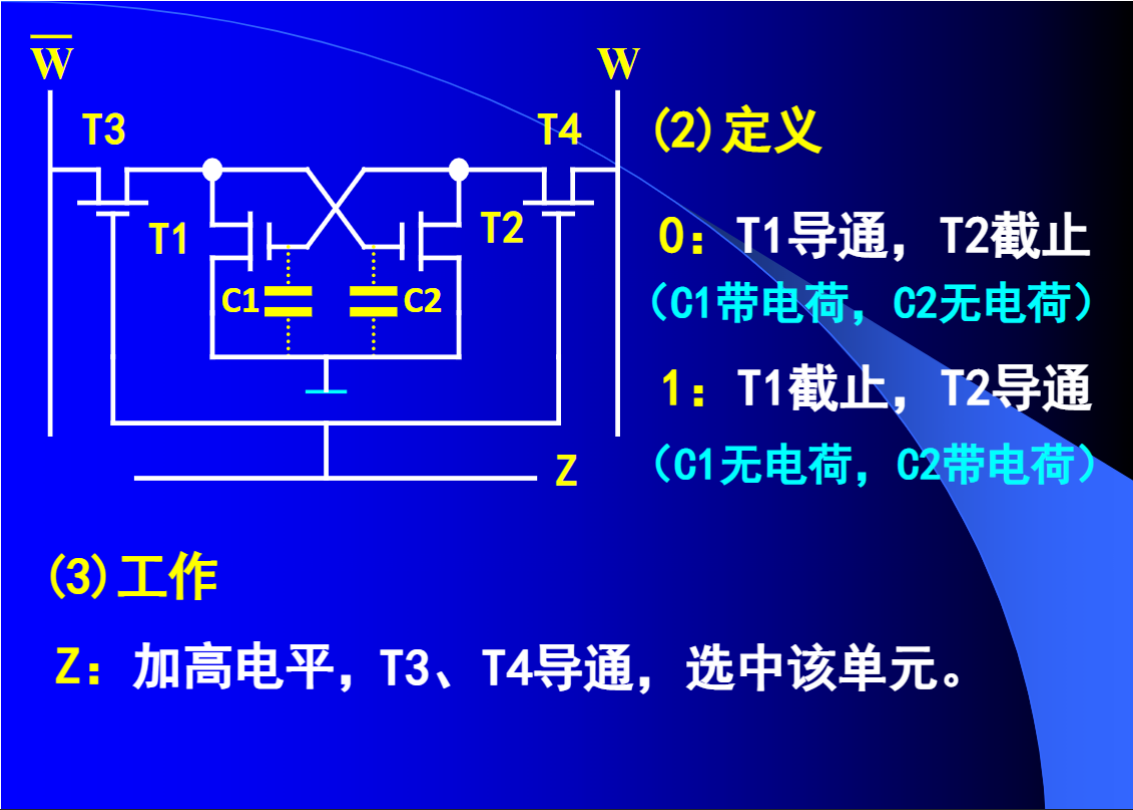 W̅ W
T3 T4
T1 T2
C1 C2
Z
(2)定义
0：T1导通，T2截止
（C1带电荷，C2无电荷）
1：T1截止，T2导通
（C1无电荷，C2带电荷）
(3)工作
Z：加高电平，T3、T4导通，选中该单元。